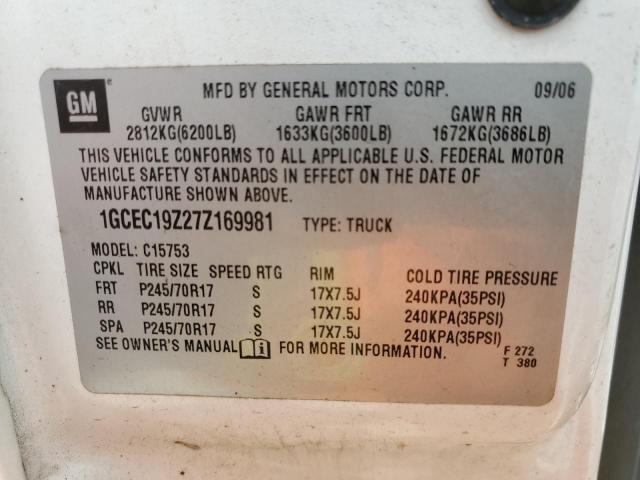 GM
MFD BY GENERAL MOTORS CORP. 09/06
GVWR GAWR FRT GAWR RR
2812KG(6200LB) 1633KG(3600LB) 1672KG(3686LB)
THIS VEHICLE CONFORMS TO ALL APPLICABLE U.S. FEDERAL MOTOR
VEHICLE SAFETY STANDARDS IN EFFECT ON THE DATE OF
MANUFACTURE SHOWN ABOVE.
1GCEC19Z27Z169981 TYPE: TRUCK
MODEL: C15753
CPKL TIRE SIZE SPEED RTG RIM COLD TIRE PRESSURE
FRT P245/70R17 S 17X7.5J 240KPA(35PSI)
RR P245/70R17 S 17X7.5J 240KPA(35PSI)
SPA P245/70R17 S 17X7.5J 240KPA(35PSI)
SEE OWNER'S MANUAL FOR MORE INFORMATION. F 272
T 380